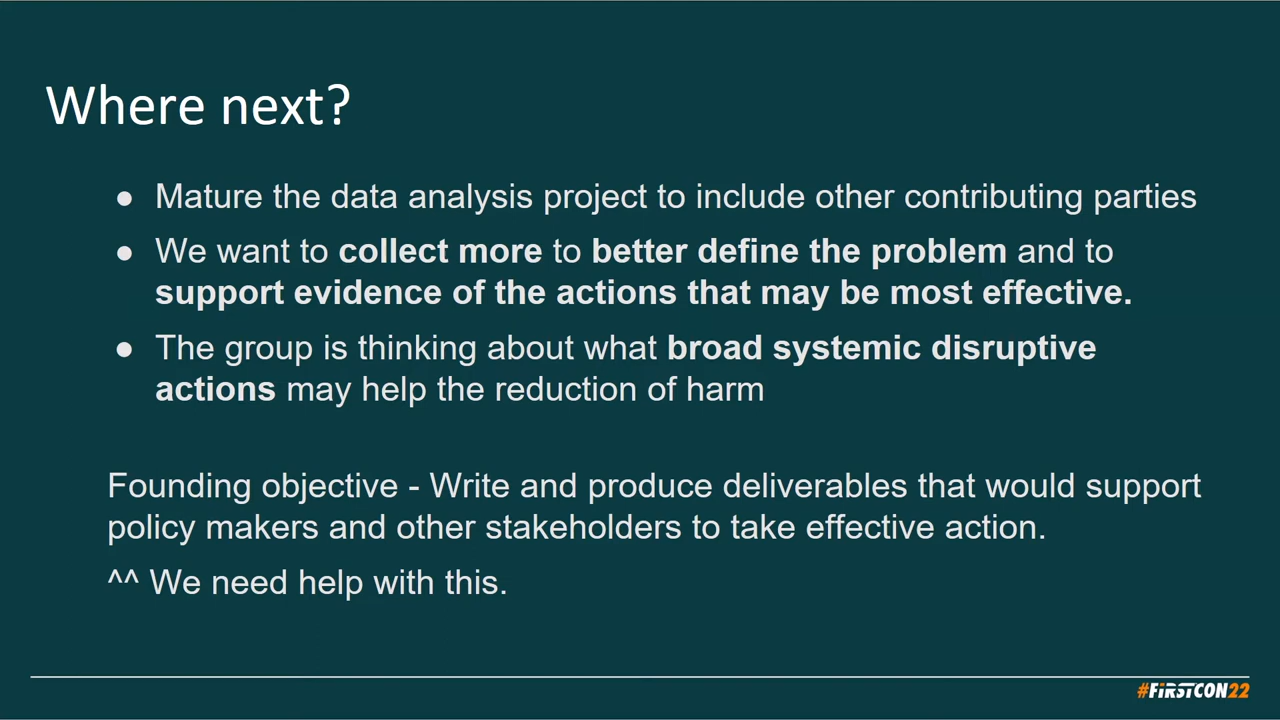 Where next?
● Mature the data analysis project to include other contributing parties
● We want to collect more to better define the problem and to
support evidence of the actions that may be most effective.
● The group is thinking about what broad systemic disruptive
actions may help the reduction of harm
Founding objective - Write and produce deliverables that would support
policy makers and other stakeholders to take effective action.
^^ We need help with this.
#FiRSTCON22